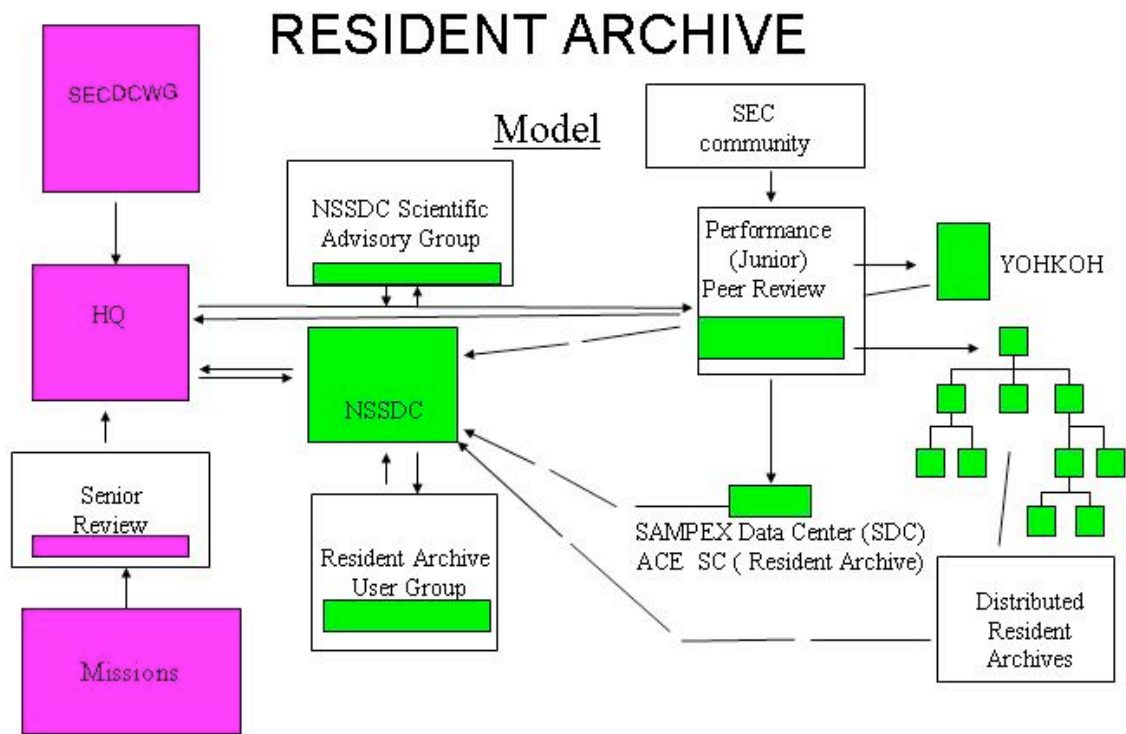 RESIDENT ARCHIVE
Model
SECDCWG
SEC
community
NSSDC Scientific
Advisory Group
Performance
(Junior)
Peer Review
YOHKOH
HQ
NSSDC
Senior
Review
Resident Archive
User Group
SAMPEX Data Center (SDC)
ACE SC ( Resident Archive)
Distributed
Resident
Archives
Missions